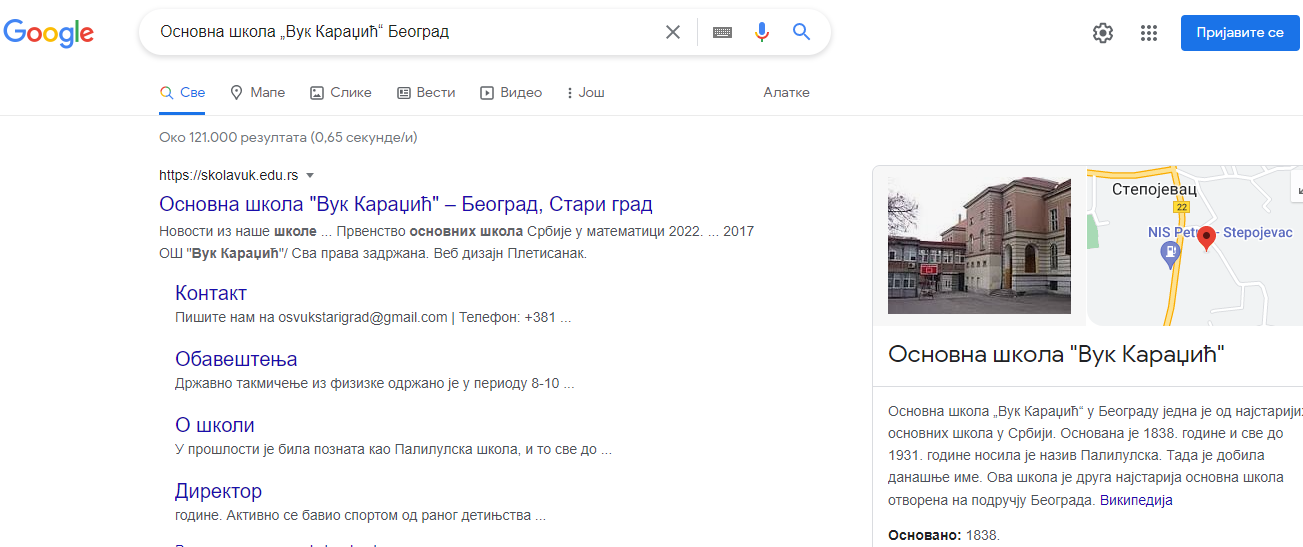 Google
Основна школа „Вук Караџић“ Београд
Пријавите се
Све
Мапе
Слике
Вести
Видео
Још
Алатке
Око 121.000 резултата (0,65 секунде/и)
https://skolavuk.edu.rs
Основна школа "Вук Караџић" – Београд, Стари град
Новости из наше школе ... Првенство основних школа Србије у математици 2022. ... 2017
ОШ "Вук Караџић"/ Сва права задржана. Веб дизајн Плетисанак.
Контакт
Пишите нам на osvukstarigrad@gmail.com | Телефон: +381 ...
Обавештења
Државно такмичење из физизке одржано је у периоду 8-10 ...
О школи
У прошлости је била позната као Палилулска школа, и то све до ...
Директор
године. Активно се бавио спортом од раног детињства ...
Степојевац
22
NIS Petrol - Stepojevac
Основна школа "Вук Караџић"
Основна школа „Вук Караџић“ у Београду једна је од најстаријих
основних школа у Србији. Основана је 1838. године и све до
1931. године носила је назив Палилулска. Тада је добила
данашње име. Ова школа је друга најстарија основна школа
отворена на подручју Београда. Википедија
Основано: 1838.